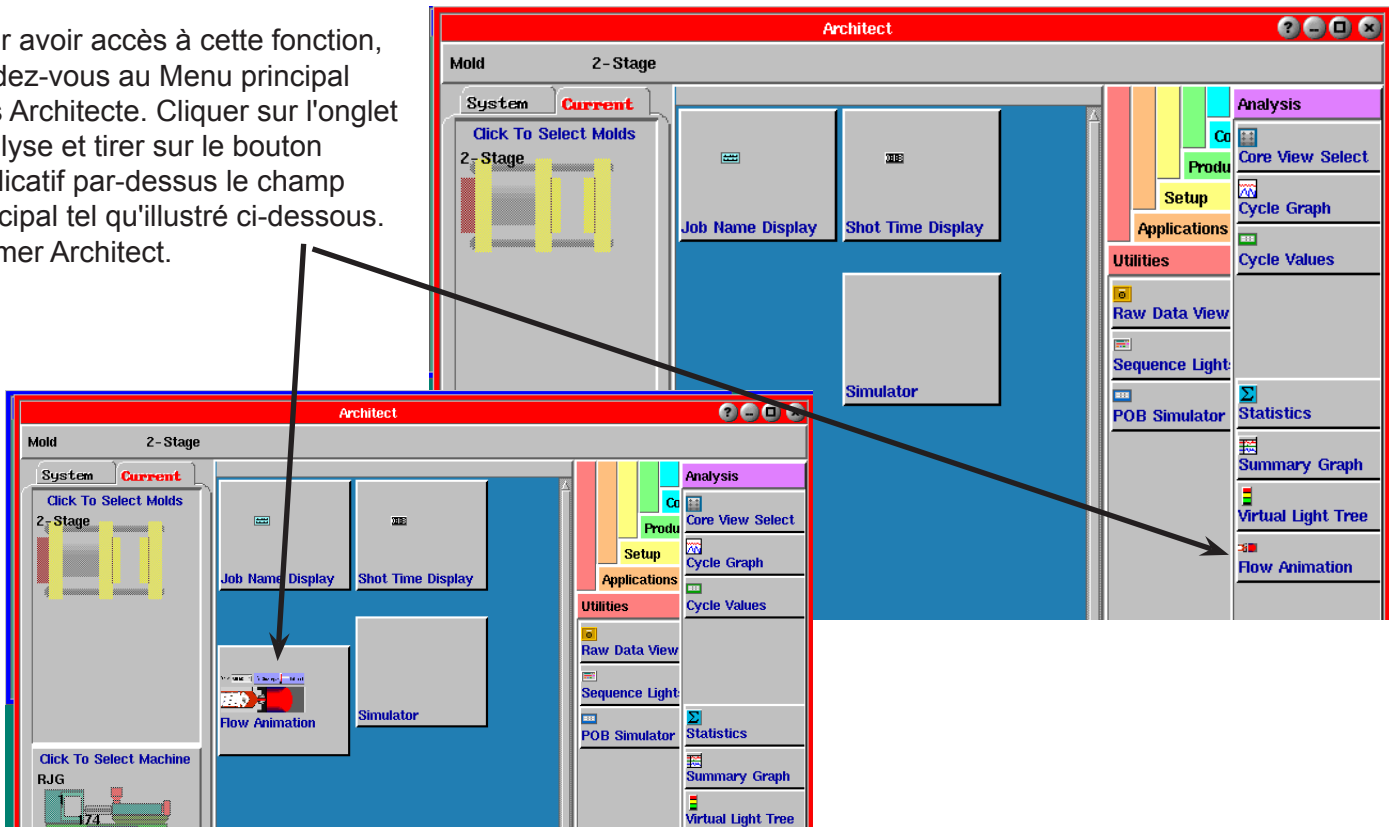 r avoir accès à cette fonction,
dez-vous au Menu principal
s Architecte. Cliquer sur l'onglet
lyse et tirer sur le bouton
dicatif par-dessus le champ
cipal tel qu'illustré ci-dessous.
mer Architect.
Architect
Mold 2-Stage
System Current
Click To Select Molds
2-Stage
Job Name Display
Shot Time Display
Simulator
Co
Produ
Setup
Applications
Utilities
Raw Data View
Sequence Light
POB Simulator
Analysis
Core View Select
Cycle Graph
Cycle Values
Statistics
Summary Graph
Virtual Light Tree
Flow Animation
Architect
Mold 2-Stage
System Current
Click To Select Molds
2-Stage
Click To Select Machine
RJG
1
174
Job Name Display
Shot Time Display
Flow Animation
Simulator
Co
Produ
Setup
Applications
Utilities
Raw Data View
Sequence Light
POB Simulator
Analysis
Core View Select
Cycle Graph
Cycle Values
Statistics
Summary Graph
Virtual Light Tree